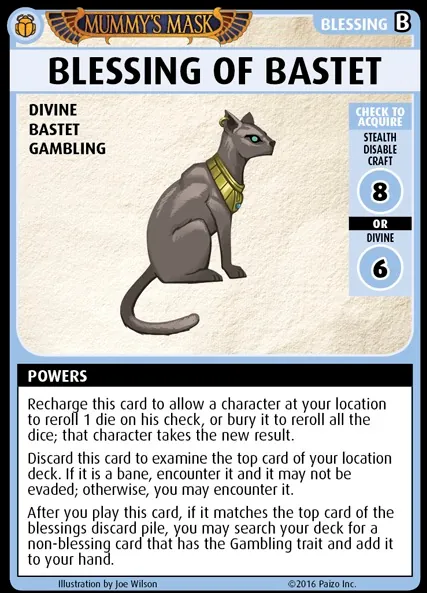 MUMMY'S MASK
BLESSING B
BLESSING OF BASTET
DIVINE
BASTET
GAMBLING
CHECK TO
ACQUIRE
STEALTH
DISABLE
CRAFT
8
OR
DIVINE
6
POWERS
Recharge this card to allow a character at your location
to reroll 1 die on his check, or bury it to reroll all the
dice; that character takes the new result.
Discard this card to examine the top card of your location
deck. If it is a bane, encounter it and it may not be
evaded; otherwise, you may encounter it.
After you play this card, if it matches the top card of the
blessings discard pile, you may search your deck for a
non-blessing card that has the Gambling trait and add it
to your hand.
Illustration by Joe Wilson ©2016 Paizo Inc.